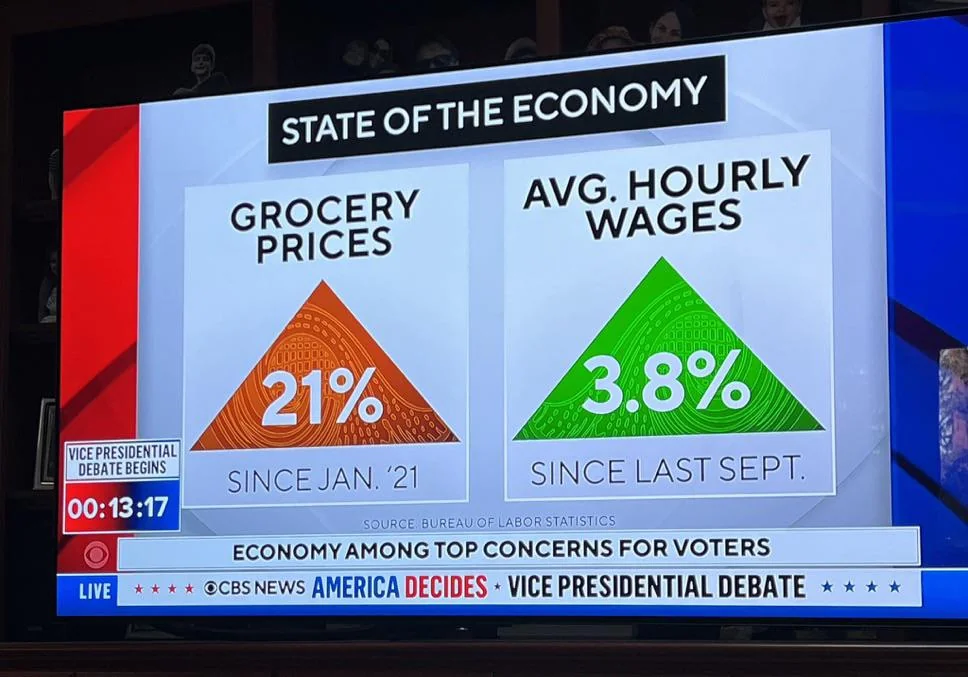 STATE OF THE ECONOMY
GROCERY
PRICES
21%
SINCE JAN. '21
AVG. HOURLY
WAGES
3.8%
SINCE LAST SEPT.
SOURCE: BUREAU OF LABOR STATISTICS
VICE PRESIDENTIAL
DEBATE BEGINS
00:13:17
ECONOMY AMONG TOP CONCERNS FOR VOTERS
LIVE ★ ★ ★ ★ CBS NEWS AMERICA DECIDES • VICE PRESIDENTIAL DEBATE ★ ★ ★ ★